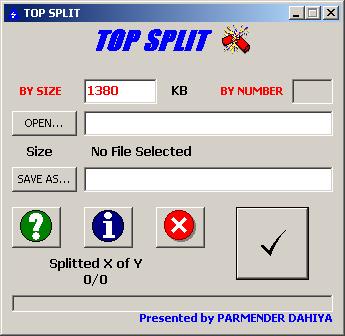 TOP SPLIT
TOP SPLIT
BY SIZE 1380 KB BY NUMBER
OPEN...
Size No File Selected
SAVE AS...
? i
Splitted X of Y
0/0
Presented by PARMENDER DAHIYA